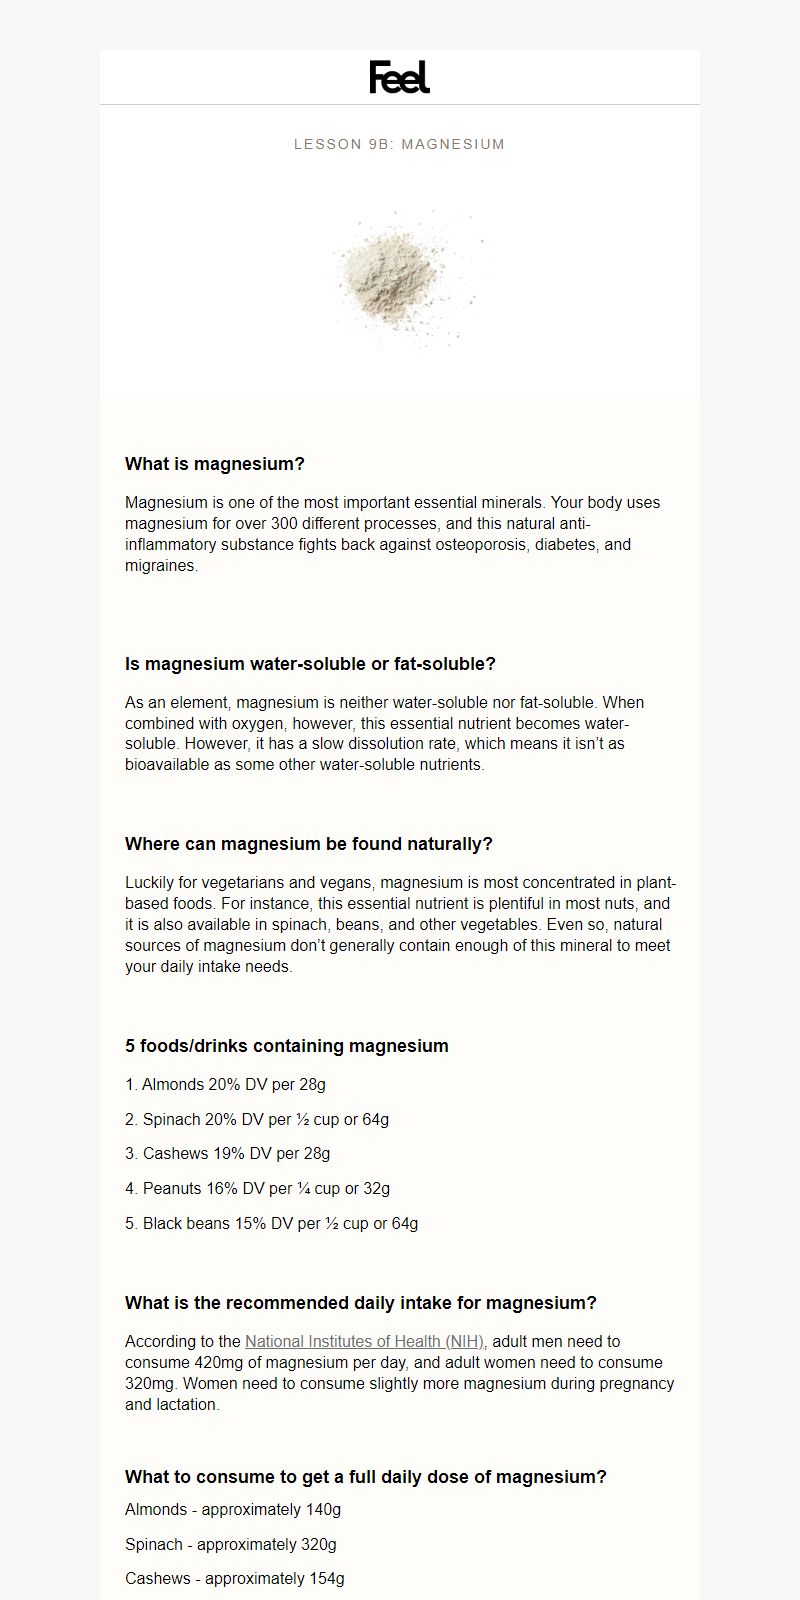 Feel
LESSON 9B: MAGNESIUM
What is magnesium?
Magnesium is one of the most important essential minerals. Your body uses
magnesium for over 300 different processes, and this natural anti-
inflammatory substance fights back against osteoporosis, diabetes, and
migraines.
Is magnesium water-soluble or fat-soluble?
As an element, magnesium is neither water-soluble nor fat-soluble. When
combined with oxygen, however, this essential nutrient becomes water-
soluble. However, it has a slow dissolution rate, which means it isn’t as
bioavailable as some other water-soluble nutrients.
Where can magnesium be found naturally?
Luckily for vegetarians and vegans, magnesium is most concentrated in plant-
based foods. For instance, this essential nutrient is plentiful in most nuts, and
it is also available in spinach, beans, and other vegetables. Even so, natural
sources of magnesium don’t generally contain enough of this mineral to meet
your daily intake needs.
5 foods/drinks containing magnesium
1. Almonds 20% DV per 28g
2. Spinach 20% DV per ½ cup or 64g
3. Cashews 19% DV per 28g
4. Peanuts 16% DV per ¼ cup or 32g
5. Black beans 15% DV per ½ cup or 64g
What is the recommended daily intake for magnesium?
According to the National Institutes of Health (NIH), adult men need to
consume 420mg of magnesium per day, and adult women need to consume
320mg. Women need to consume slightly more magnesium during pregnancy
and lactation.
What to consume to get a full daily dose of magnesium?
Almonds - approximately 140g
Spinach - approximately 320g
Cashews - approximately 154g